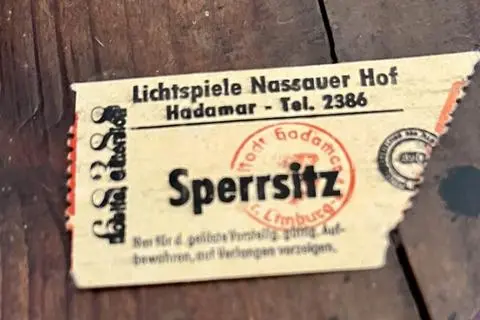 Lichtspiele Nassauer Hof
Hadamar - Tel. 2386
Stadt Hadamar
Sperrsitz
Limburg
Nur für d. gelöste Vorstellg. gültig. Auf-
bewahren, auf Verlangen vorzeigen.